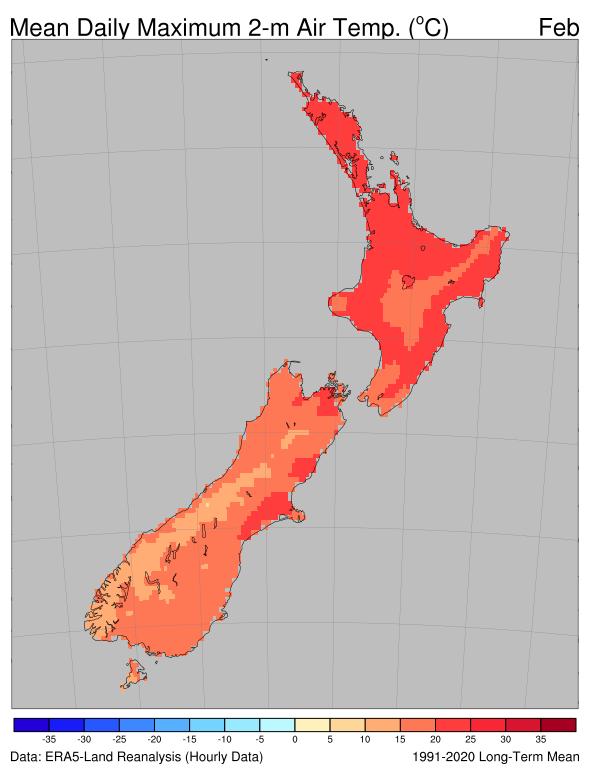 Mean Daily Maximum 2-m Air Temp. (°C) Feb
-35 -30 -25 -20 -15 -10 -5 0 5 10 15 20 25 30 35
Data: ERA5-Land Reanalysis (Hourly Data) 1991-2020 Long-Term Mean